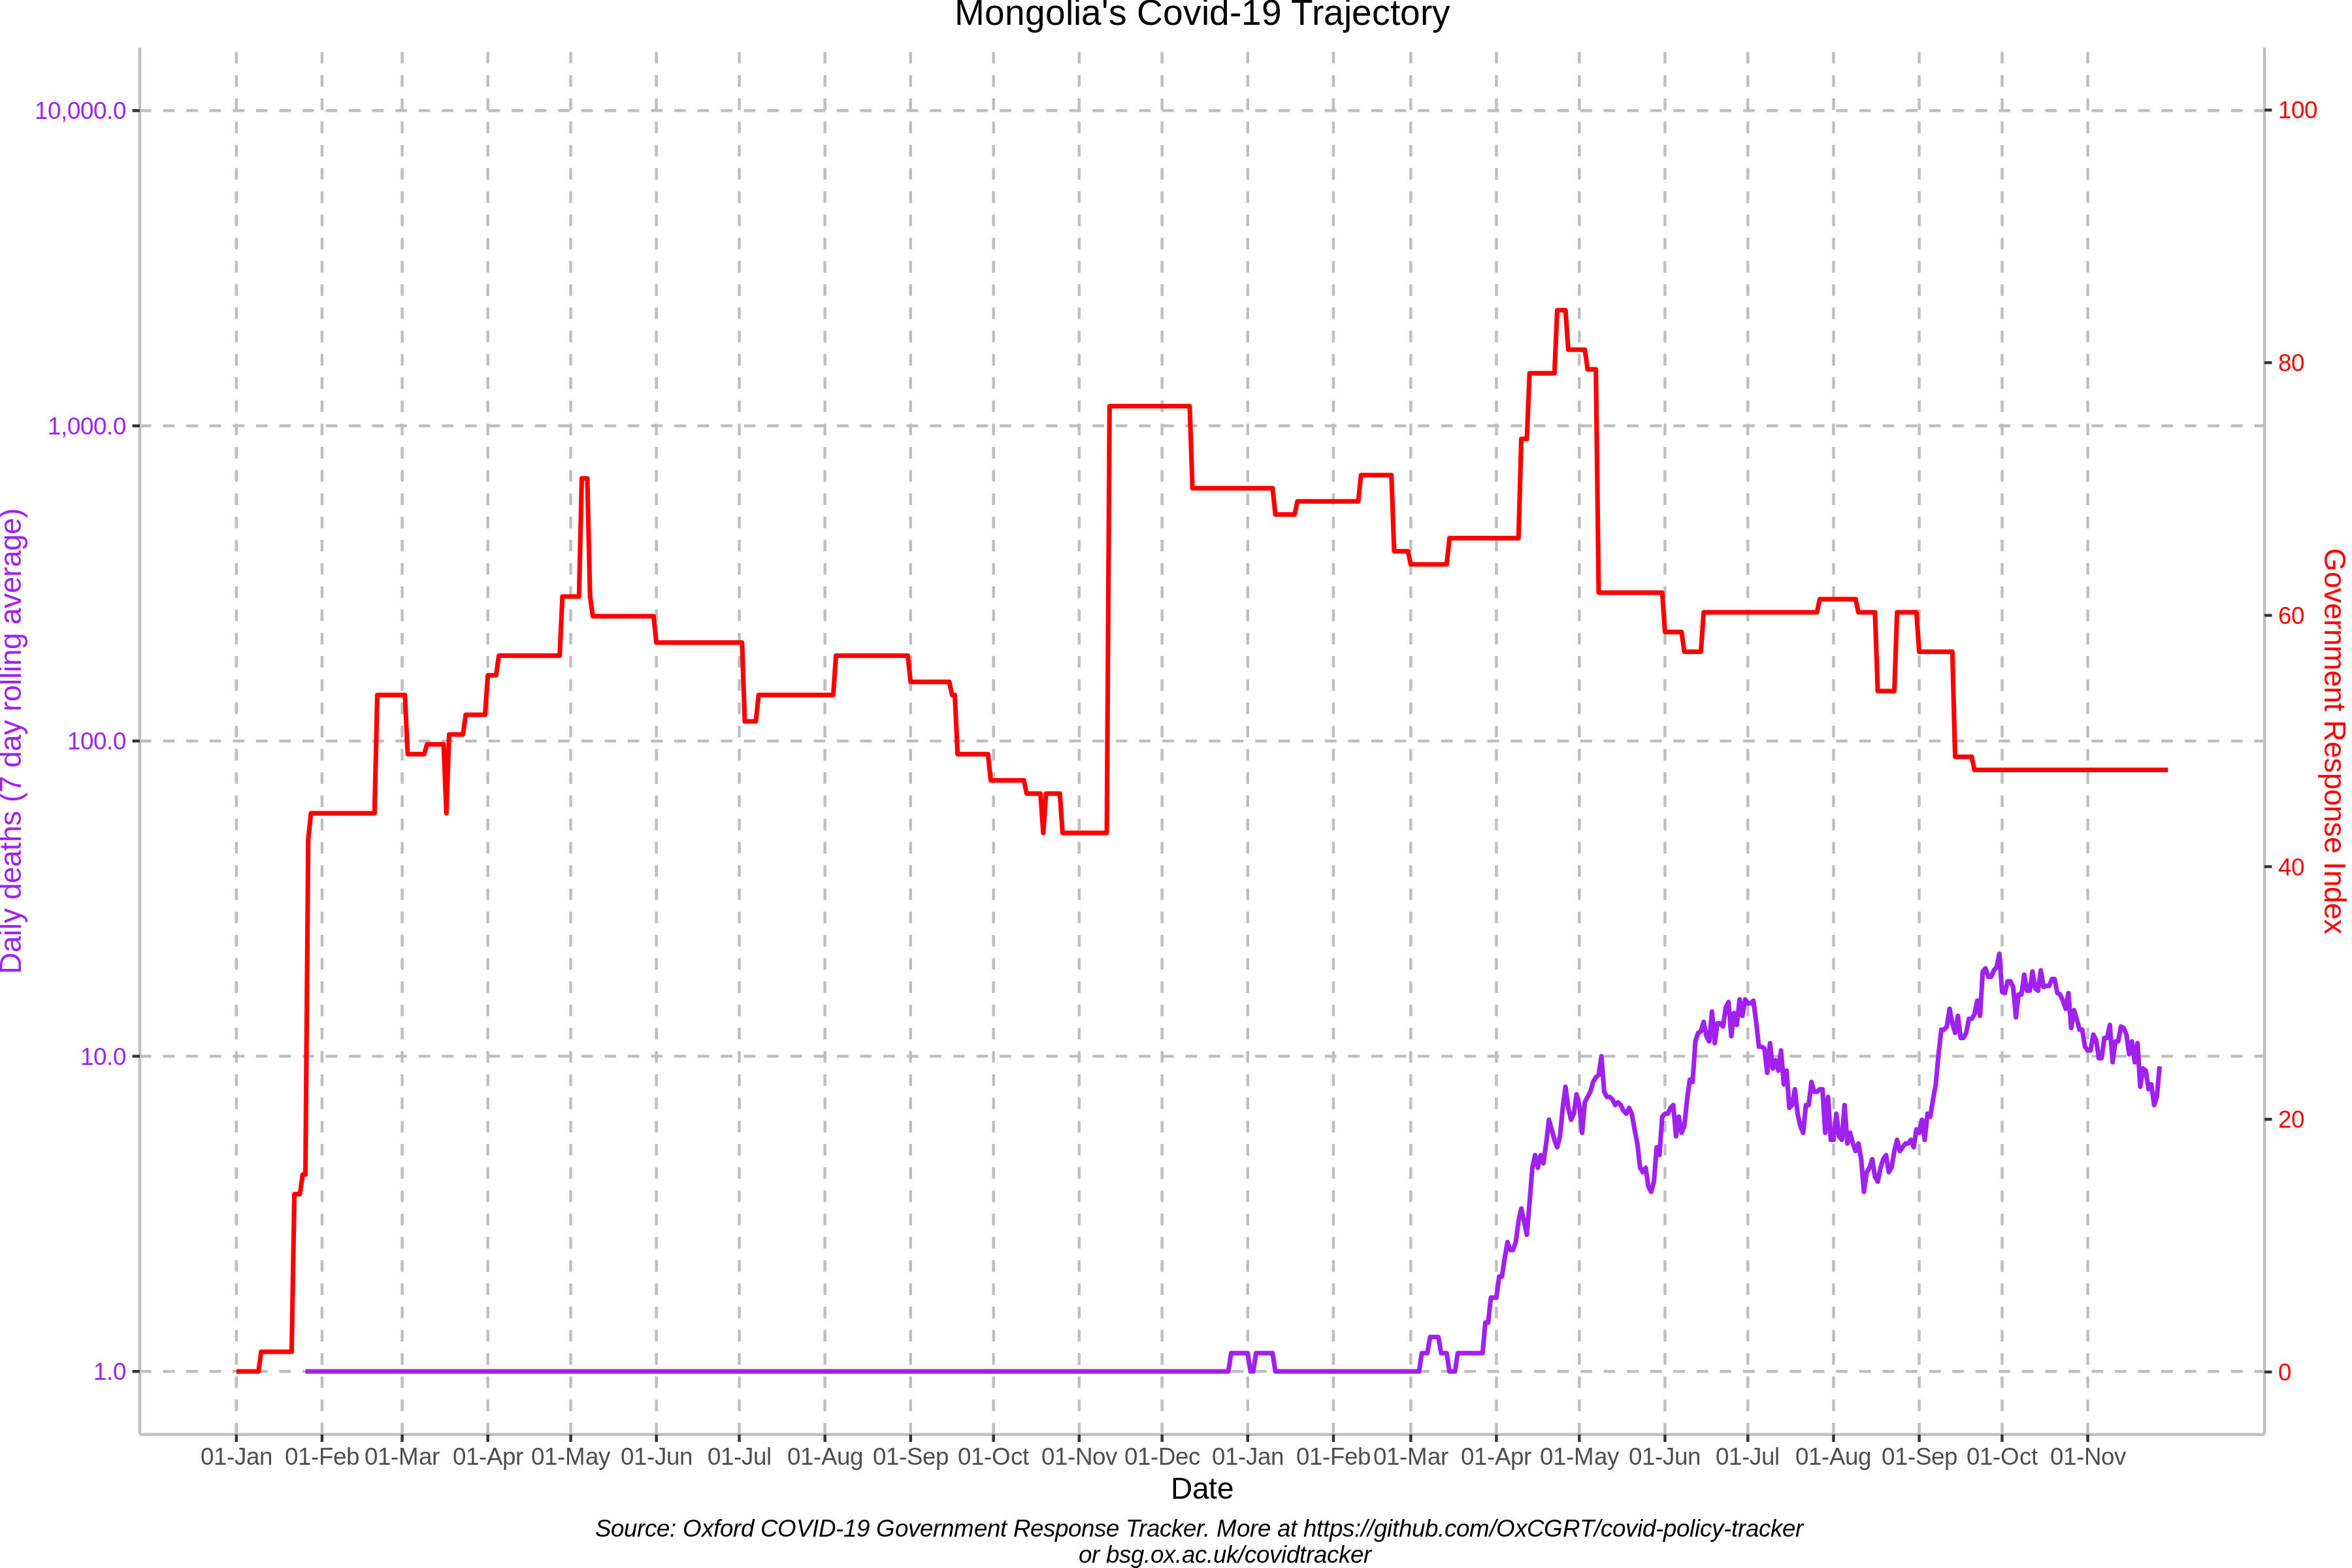 Mongolia's Covid-19 Trajectory
10,000.0
1,000.0
100.0
10.0
1.0
Daily deaths (7 day rolling average)
100
80
60
40
20
0
Government Response Index
01-Jan 01-Feb 01-Mar 01-Apr 01-May 01-Jun 01-Jul 01-Aug 01-Sep 01-Oct 01-Nov 01-Dec 01-Jan 01-Feb 01-Mar 01-Apr 01-May 01-Jun 01-Jul 01-Aug 01-Sep 01-Oct 01-Nov
Date
Source: Oxford COVID-19 Government Response Tracker. More at https://github.com/OxCGRT/covid-policy-tracker
or bsg.ox.ac.uk/covidtracker